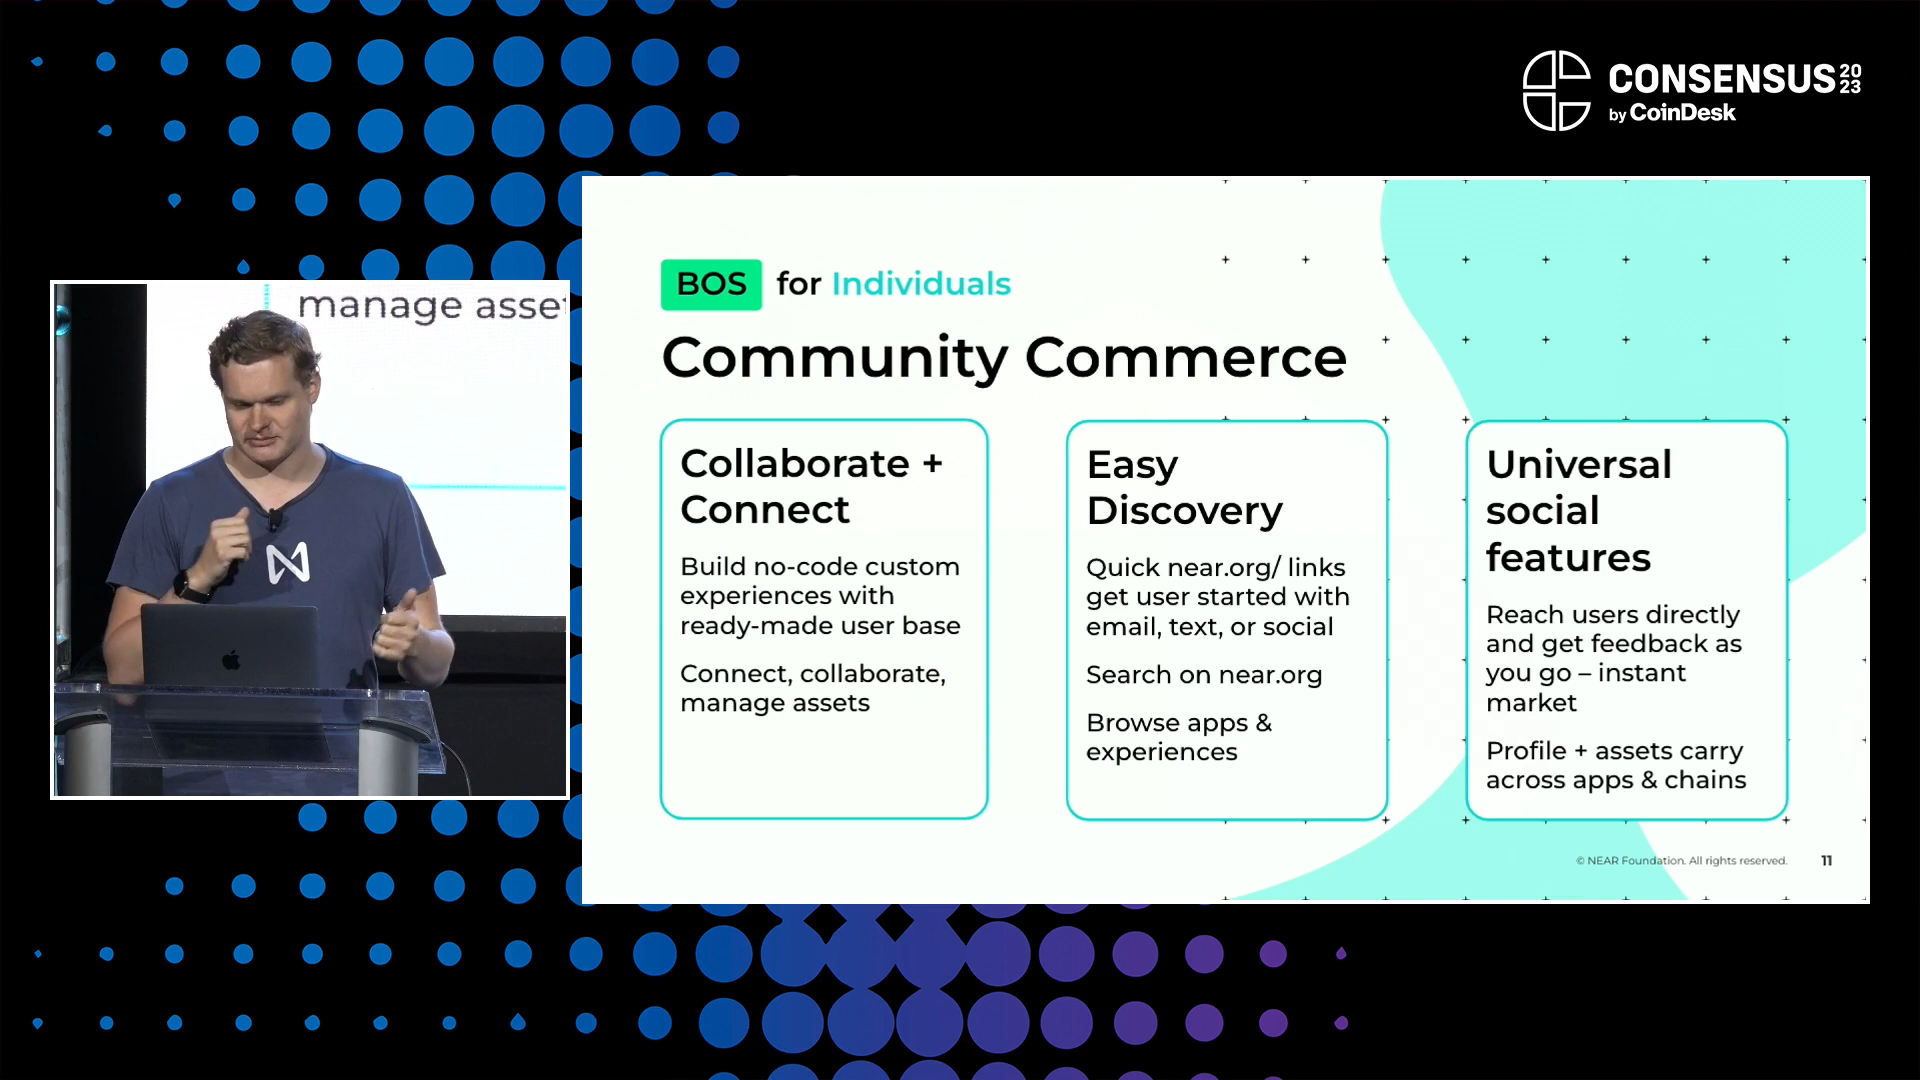 CONSENSUS 20
23
by CoinDesk
manage asset
BOS for Individuals
Community Commerce
Collaborate +
Connect
Build no-code custom
experiences with
ready-made user base
Connect, collaborate,
manage assets
Easy
Discovery
Quick near.org/ links
get user started with
email, text, or social
Search on near.org
Browse apps &
experiences
Universal
social
features
Reach users directly
and get feedback as
you go – instant
market
Profile + assets carry
across apps & chains
© NEAR Foundation. All rights reserved. 11